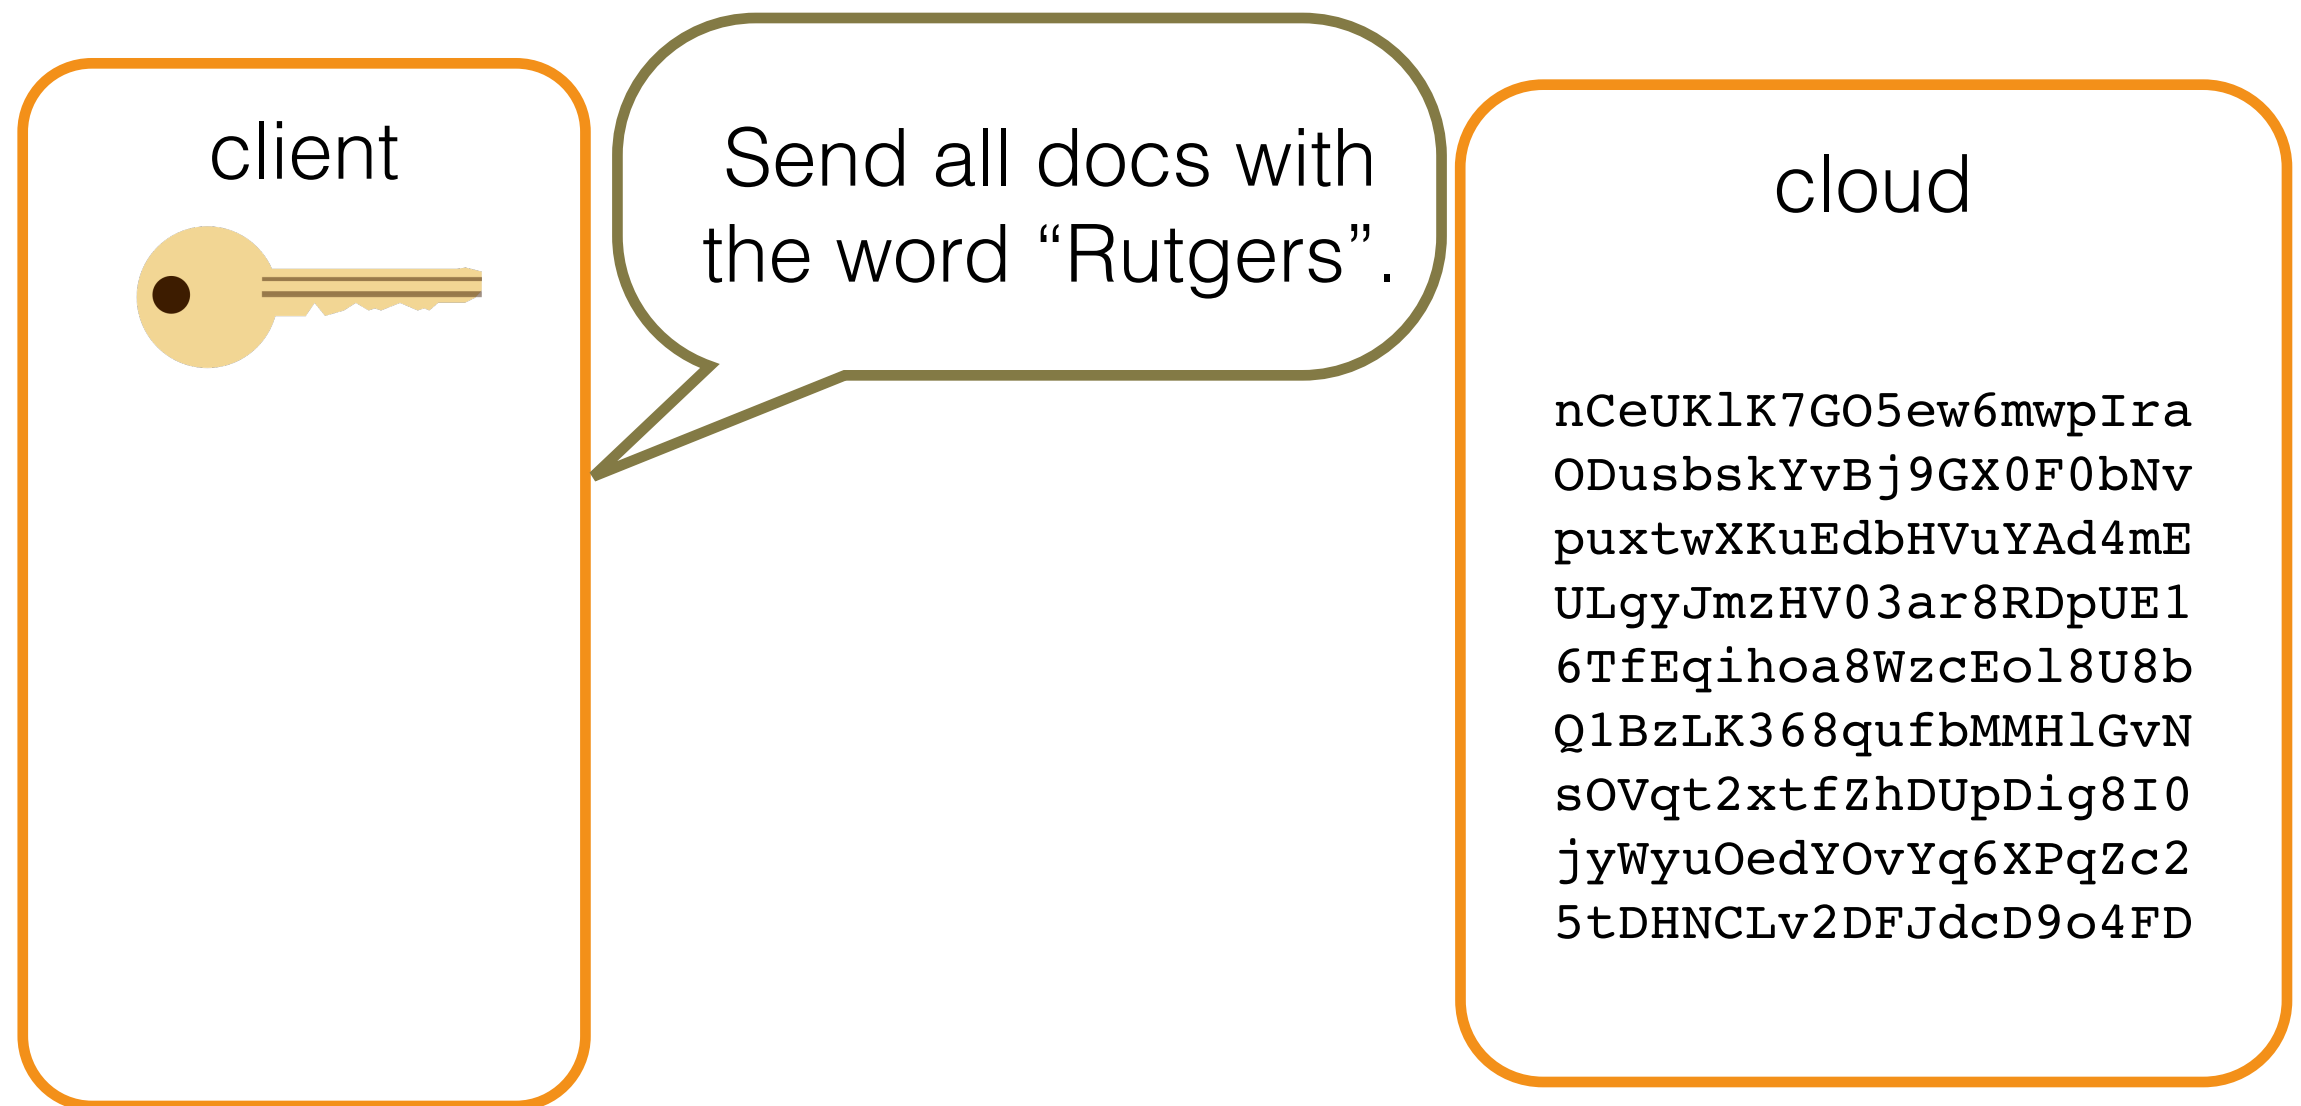 client
Send all docs with
the word “Rutgers”.
cloud
nCeUKlK7GO5ew6mwpIra
ODusbskYvBj9GX0F0bNv
puxtwXKuEdbHVuYAd4mE
ULgyJmzHV03ar8RDpUE1
6TfEqihoa8WzcEol8U8b
Q1BzLK368qufbMMHlGvN
sOVqt2xtfZhDUpDig8I0
jyWyuOedYOvYq6XPqZc2
5tDHNCLv2DFJdcD9o4FD